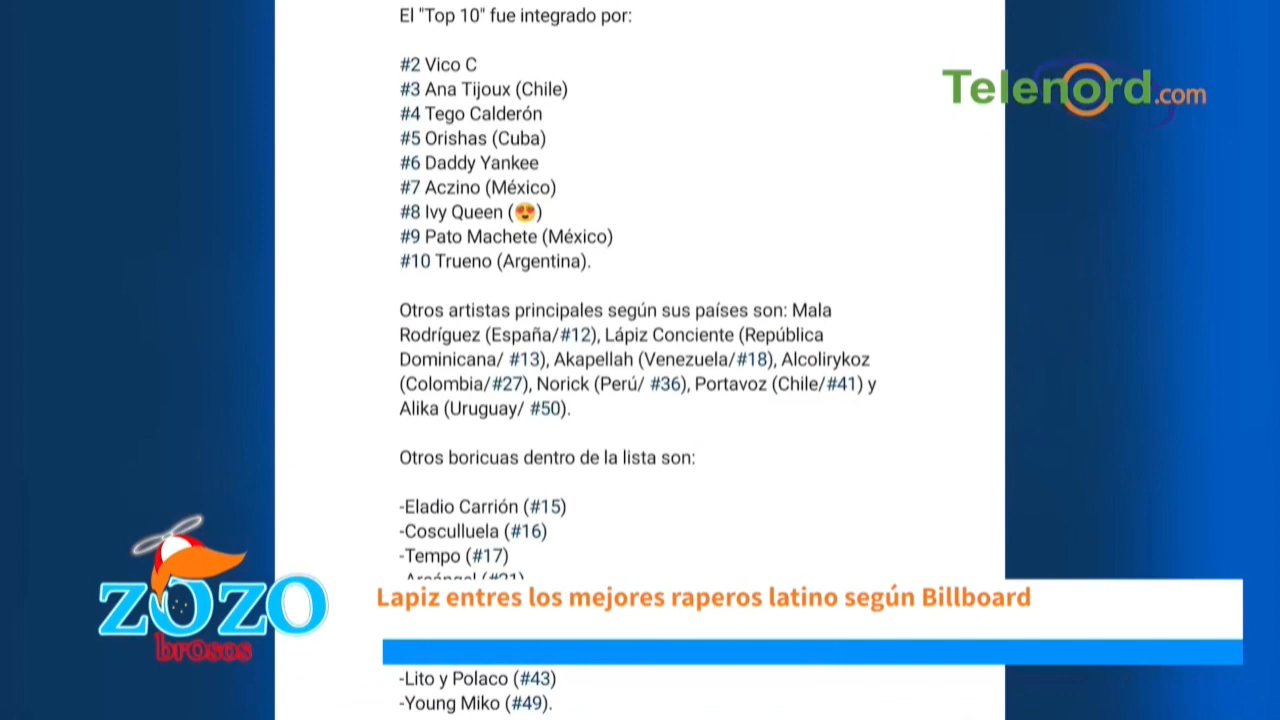 El "Top 10" fue integrado por:
#2 Vico C
#3 Ana Tijoux (Chile)
#4 Tego Calderón
#5 Orishas (Cuba)
#6 Daddy Yankee
#7 Aczino (México)
#8 Ivy Queen (😍)
#9 Pato Machete (México)
#10 Trueno (Argentina).
Otros artistas principales según sus países son: Mala
Rodríguez (España/#12), Lápiz Conciente (República
Dominicana/ #13), Akapellah (Venezuela/#18), Alcolirykoz
(Colombia/#27), Norick (Perú/ #36), Portavoz (Chile/#41) y
Alika (Uruguay/ #50).
Otros boricuas dentro de la lista son:
-Eladio Carrión (#15)
-Cosculluela (#16)
-Tempo (#17)
-Arcángel (#21)
-Lito y Polaco (#43)
-Young Miko (#49).
Telenord.com
zozo
brosos
Lapiz entres los mejores raperos latino según Billboard